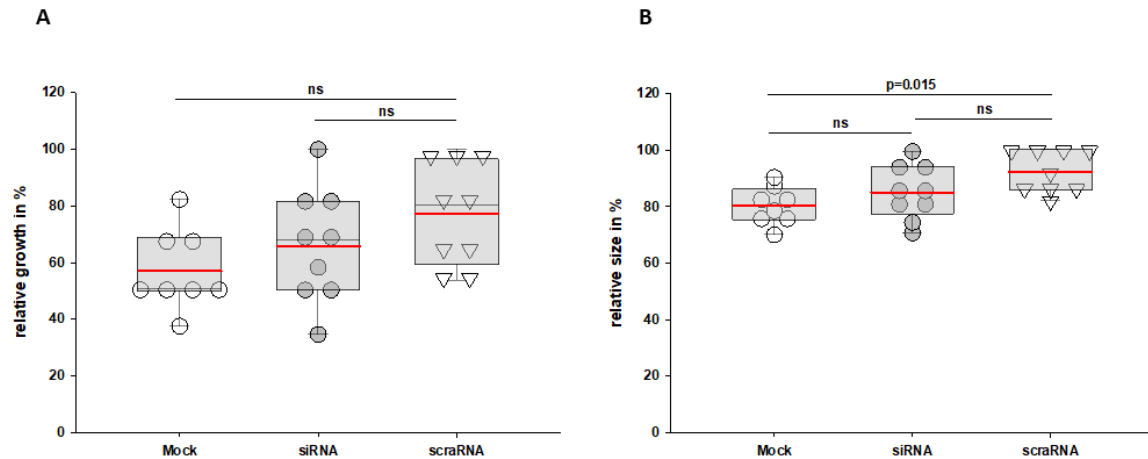 A
120
100
80
60
40
20
0
relative growth in %
ns
ns
Mock
siRNA
scraRNA
B
120
100
80
60
40
20
0
relative size in %
p=0.015
ns
ns
Mock
siRNA
scraRNA